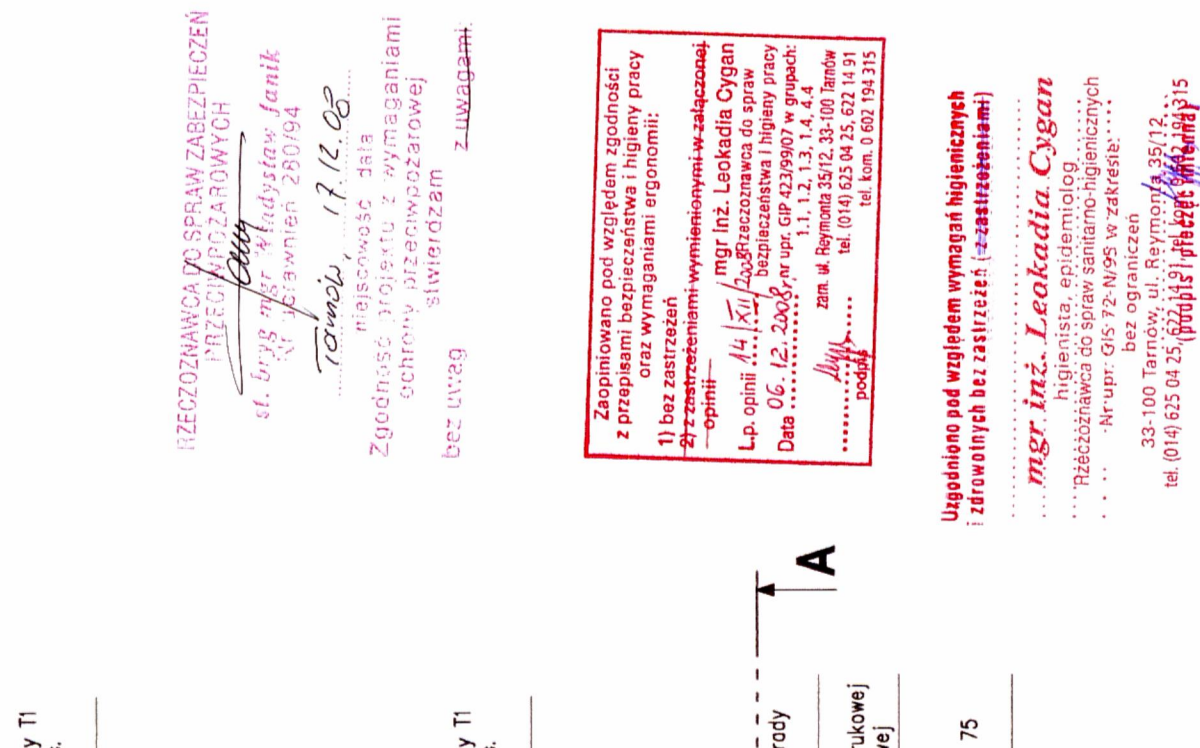 RZECZOZNAWCA DO SPRAW ZABEZPIECZEŃ
PRZECIWPOŻAROWYCH
st. bryg mgr Władysław Janik
Nr uprawnień 280/94
Tarnów, 17.12.08
miejscowość data
Zgodność projektu z wymaganiami
ochrony przeciwpożarowej
stwierdzam
bez uwag z uwagami:
Zaopiniowano pod względem zgodności
z przepisami bezpieczeństwa i higieny pracy
oraz wymaganiami ergonomii:
1) bez zastrzeżeń
2) z zastrzeżeniami wymienionymi w załączonej
opinii
mgr inż. Leokadia Cygan
L.p. opinii 14/XII/2008 Rzeczoznawca do spraw
bezpieczeństwa i higieny pracy
Data 06.12.2008r, nr upr. GIP 423/99/07 w grupach:
1.1, 1.2, 1.3, 1.4, 4.4
zam. ul. Reymonta 35/12, 33-100 Tarnów
tel. (014) 625 04 25, 622 14 91
tel. kom. 0 602 194 315
podpis
Uzgodniono pod względem wymagań higienicznych
i zdrowotnych bez zastrzeżeń (z zastrzeżeniami)
mgr inż. Leokadia Cygan
higienista, epidemiolog
Rzeczoznawca do spraw sanitarno-higienicznych
Nr upr. GIS 72-N/95 w zakresie:
bez ograniczeń
33-100 Tarnów, ul. Reymonta 35/12
tel. (014) 625 04 25, 622 14 91, tel. kom. 0 602 194 315
(podpis i pieczęć imienna)
y T1
s.
y T1
s.
A
rady
rukowej
wej
75